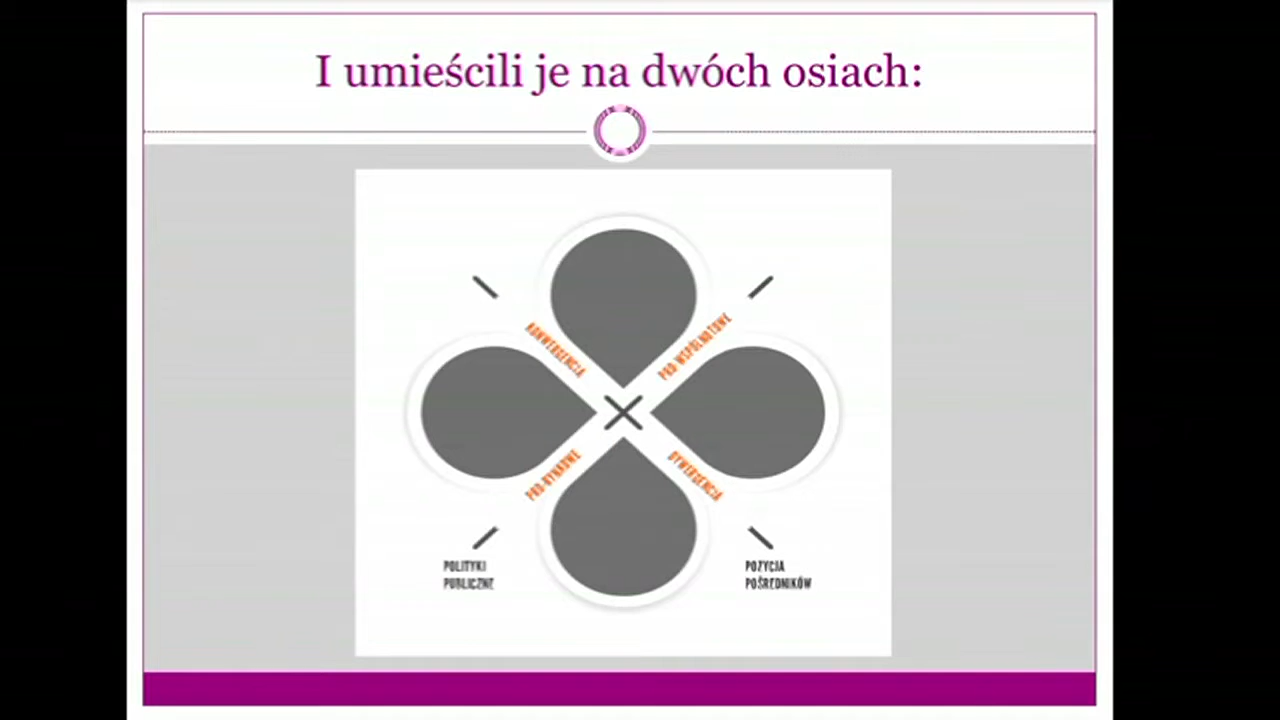 I umieścili je na dwóch osiach:
KONWERGENCJA
PRO-WSPÓLNOTOWE
PRO-RYNKOWE
DYWERGENCJA
POLITYKI
PUBLICZNE
POZYCJA
POŚREDNIKÓW